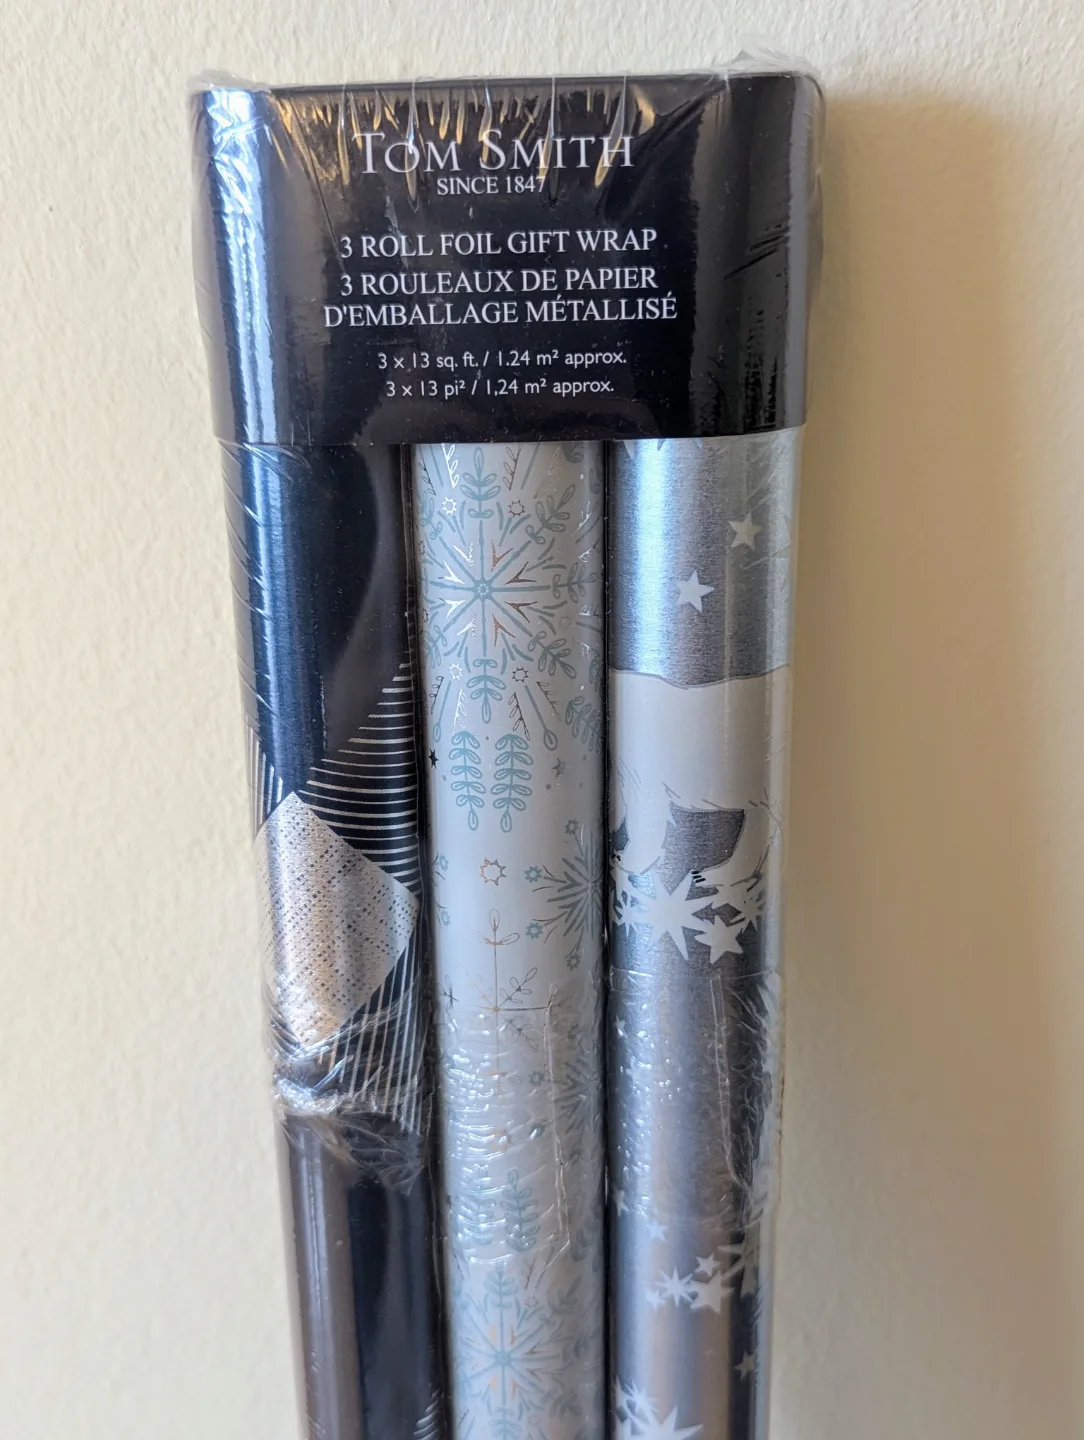 TOM SMITH
SINCE 1847
3 ROLL FOIL GIFT WRAP
3 ROULEAUX DE PAPIER
D'EMBALLAGE MÉTALLISÉ
3 x 13 sq. ft. / 1.24 m² approx.
3 x 13 pi² / 1,24 m² approx.